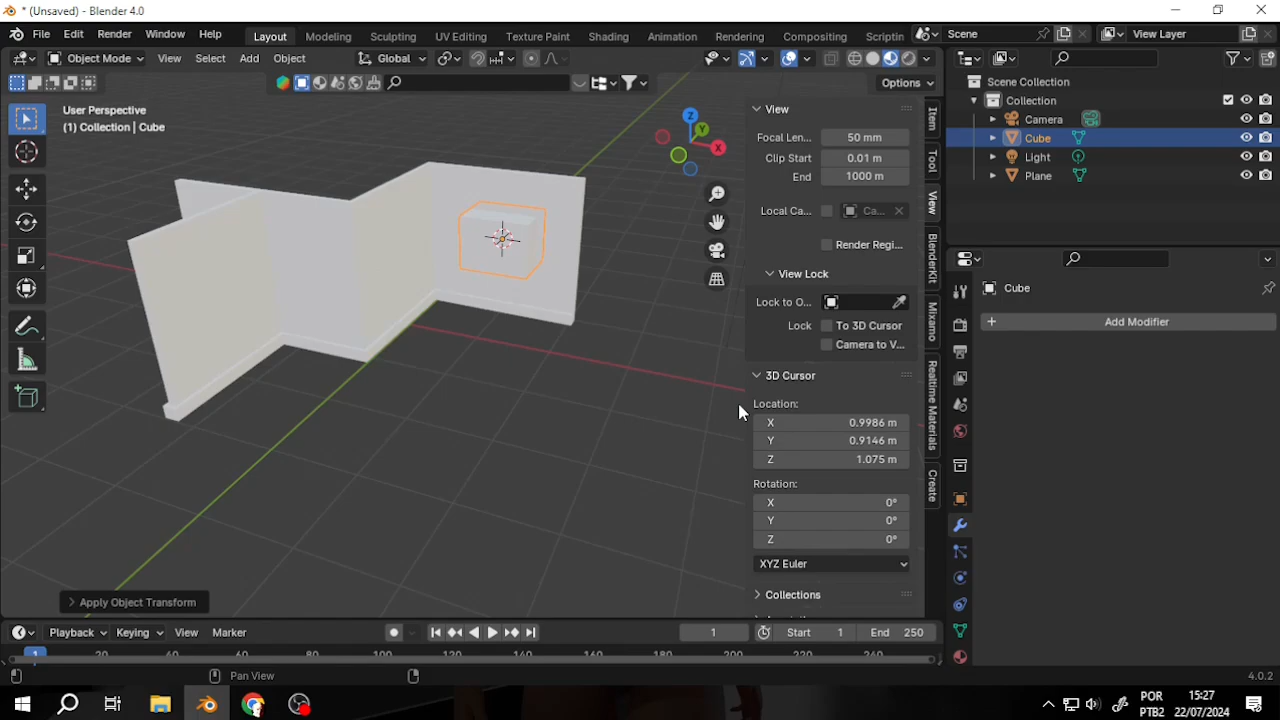 * (Unsaved) - Blender 4.0
File Edit Render Window Help Layout Modeling Sculpting UV Editing Texture Paint Shading Animation Rendering Compositing Scriptin Scene View Layer
Object Mode View Select Add Object Global
Options
User Perspective
(1) Collection | Cube
Z
Y
X
Item
Tool
View
BlenderKit
Mixamo
Realtime Materials
Create
View
Focal Len... 50 mm
Clip Start 0.01 m
End 1000 m
Local Ca... Ca...
Render Regi...
View Lock
Lock to O...
Lock To 3D Cursor
Camera to V...
3D Cursor
Location:
X 0.9986 m
Y 0.9146 m
Z 1.075 m
Rotation:
X 0°
Y 0°
Z 0°
XYZ Euler
Collections
Scene Collection
Collection
Camera
Cube
Light
Plane
Cube
Add Modifier
Apply Object Transform
Playback Keying View Marker 1 Start 1 End 250
1 20 40 60 80 100 120 140 160 180 200 220 240
Pan View 4.0.2
POR
PTB2
15:27
22/07/2024